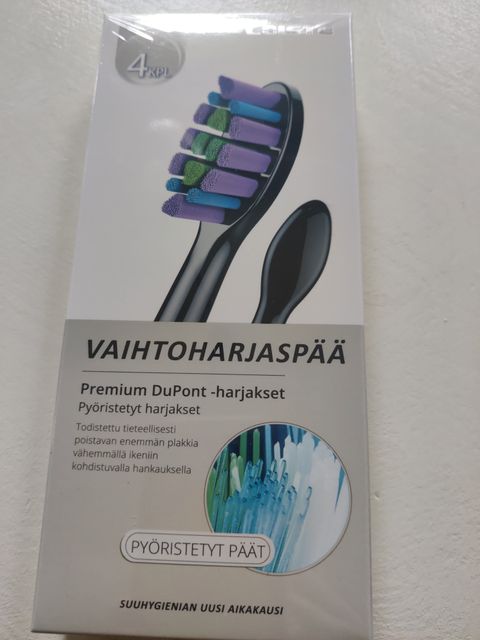 4 KPL
VAIHTOHARJASPÄÄ
Premium DuPont -harjakset
Pyöristetyt harjakset
Todistettu tieteellisesti
poistavan enemmän plakkia
vähemmällä ikeniin
kohdistuvalla hankauksella
PYÖRISTETYT PÄÄT
SUUHYGIENIAN UUSI AIKAKAUSI